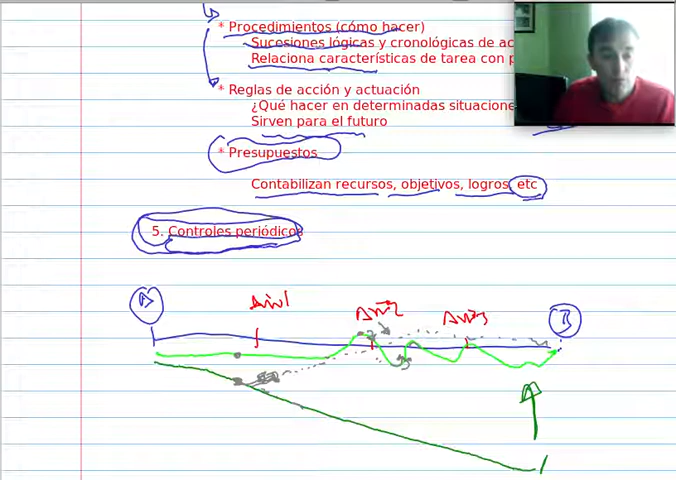 * Procedimientos (cómo hacer)
Sucesiones lógicas y cronológicas de ac
Relaciona características de tarea con p
* Reglas de acción y actuación
¿Qué hacer en determinadas situacione
Sirven para el futuro
* Presupuestos
Contabilizan recursos, objetivos, logros, etc
5. Controles periódicos
A
B